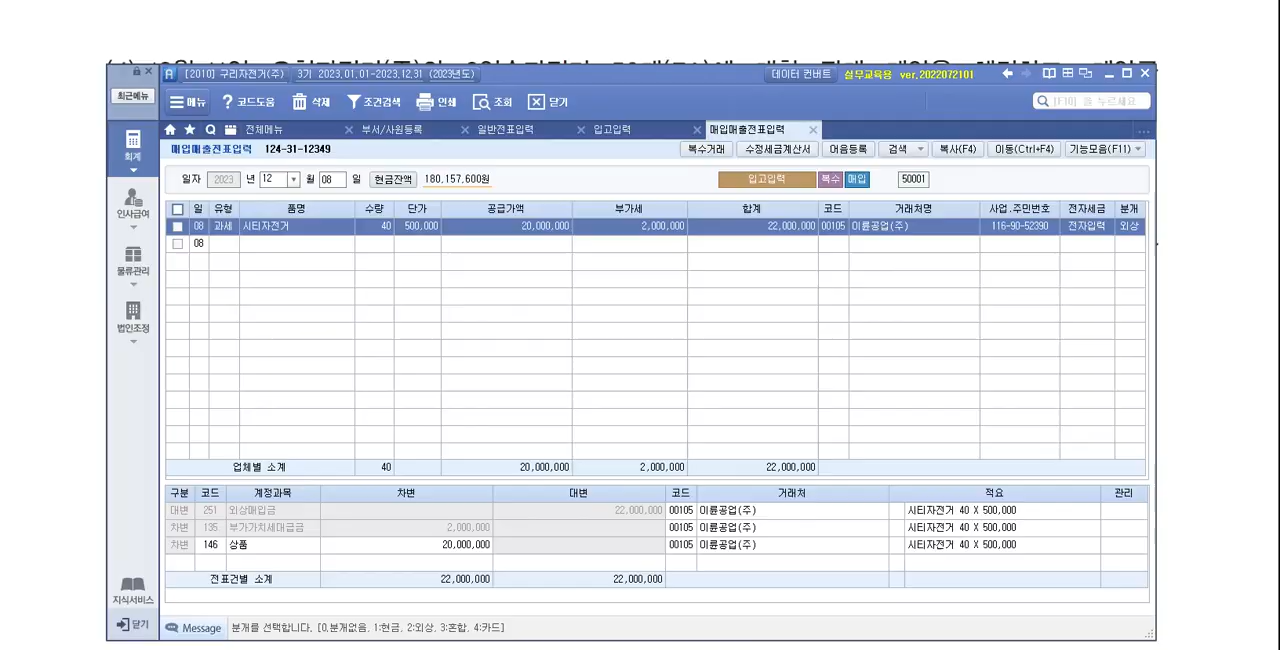 [2010] 구리자전거(주) 3기 2023.01.01~2023.12.31 (2023년도) 데이터 컨버트 실무교육용 ver.2022072101
최근메뉴 메뉴 코드도움 삭제 조건검색 인쇄 조회 닫기 [F10] 을 누르세요
전체메뉴 부서/사원등록 일반전표입력 입고입력 매입매출전표입력 ...
매입매출전표입력 124-31-12349 복수거래 수정세금계산서 어음등록 검색 복사(F4) 이동(Ctrl+F4) 기능모음(F11)
회계
인사급여
물류관리
법인조정
지식서비스
닫기
일자 2023 년 12 월 08 일 현금잔액 180,157,600원 입고입력 복수 매입 50001
일 유형 품명 수량 단가 공급가액 부가세 합계 코드 거래처명 사업.주민번호 전자세금 분개
08 과세 시티자전거 40 500,000 20,000,000 2,000,000 22,000,000 00105 이륜공업(주) 116-90-52390 전자입력 외상
08
업체별 소계 40 20,000,000 2,000,000 22,000,000
구분 코드 계정과목 차변 대변 코드 거래처 적요 관리
대변 251 외상매입금 22,000,000 00105 이륜공업(주) 시티자전거 40 X 500,000
차변 135 부가가치세대급금 2,000,000 00105 이륜공업(주) 시티자전거 40 X 500,000
차변 146 상품 20,000,000 00105 이륜공업(주) 시티자전거 40 X 500,000
전표건별 소계 22,000,000 22,000,000
Message 분개를 선택합니다. [0.분개없음, 1:현금, 2:외상, 3:혼합, 4:카드]